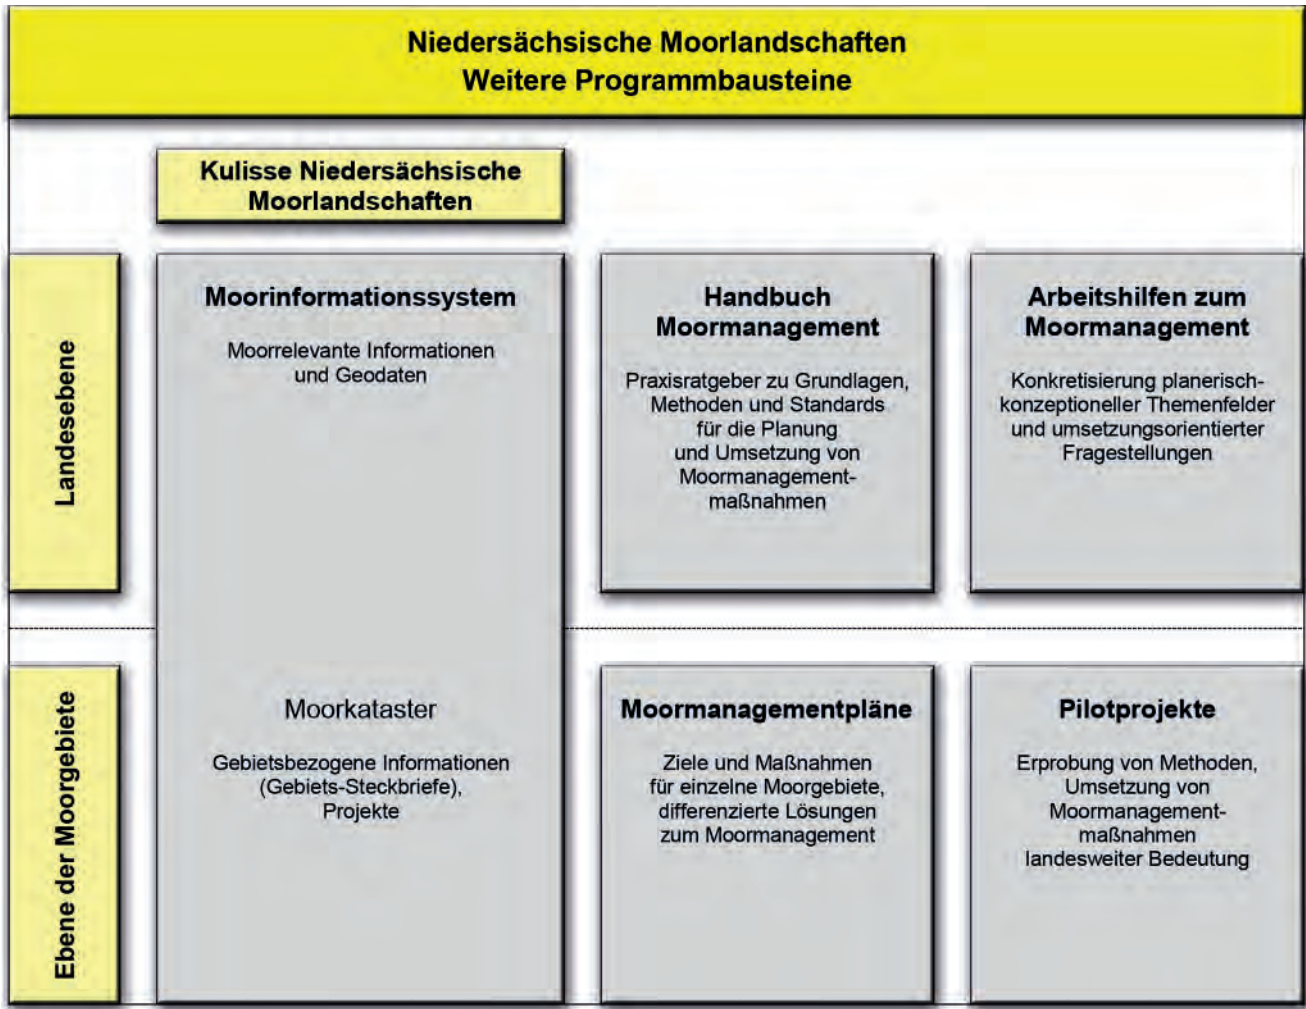 Niedersächsische Moorlandschaften
Weitere Programmbausteine
Kulisse Niedersächsische
Moorlandschaften
Landesebene
Moorinformationssystem
Moorrelevante Informationen
und Geodaten
Handbuch
Moormanagement
Praxisratgeber zu Grundlagen,
Methoden und Standards
für die Planung
und Umsetzung von
Moormanagement-
maßnahmen
Arbeitshilfen zum
Moormanagement
Konkretisierung planerisch-
konzeptioneller Themenfelder
und umsetzungsorientierter
Fragestellungen
Ebene der Moorgebiete
Moorkataster
Gebietsbezogene Informationen
(Gebiets-Steckbriefe),
Projekte
Moormanagementpläne
Ziele und Maßnahmen
für einzelne Moorgebiete,
differenzierte Lösungen
zum Moormanagement
Pilotprojekte
Erprobung von Methoden,
Umsetzung von
Moormanagement-
maßnahmen
landesweiter Bedeutung